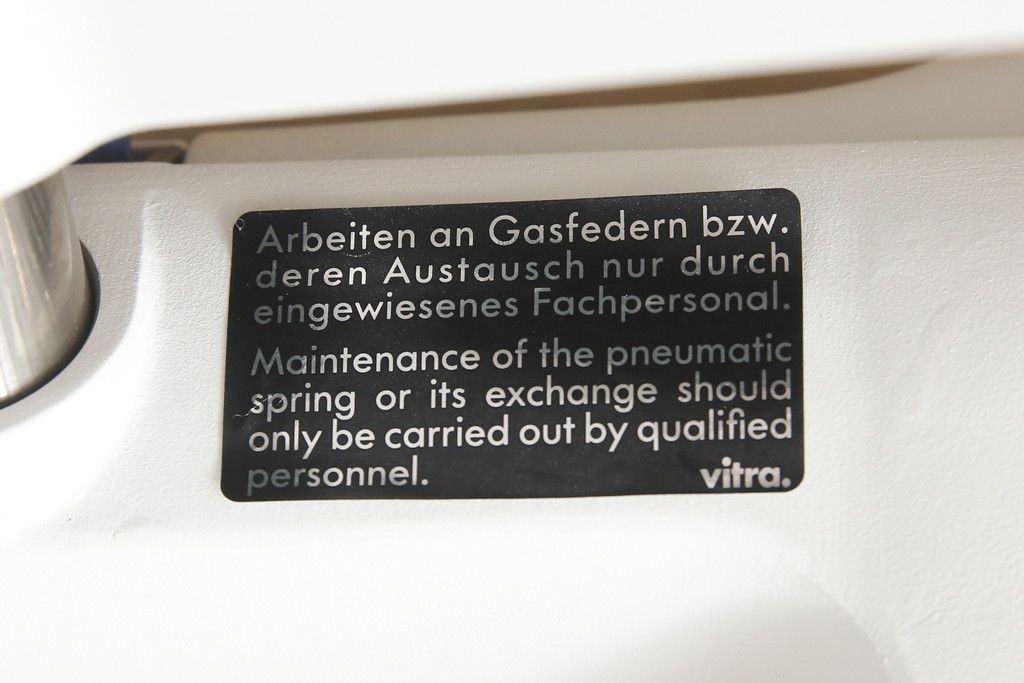 Arbeiten an Gasfedern bzw.
deren Austausch nur durch
eingewiesenes Fachpersonal.
Maintenance of the pneumatic
spring or its exchange should
only be carried out by qualified
personnel.
vitra.